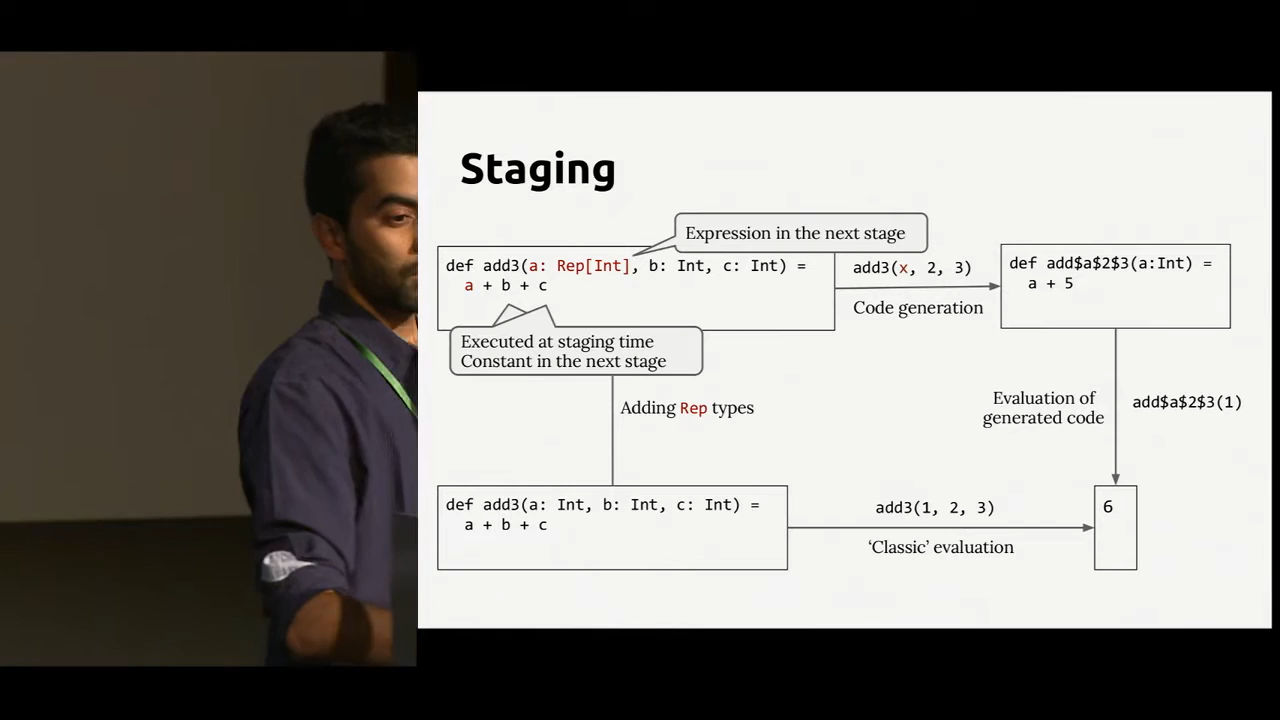 Staging
Expression in the next stage
def add3(a: Rep[Int], b: Int, c: Int) =
a + b + c
add3(x, 2, 3)
Code generation
def add$a$2$3(a:Int) =
a + 5
Executed at staging time
Constant in the next stage
Adding Rep types
Evaluation of
generated code
add$a$2$3(1)
def add3(a: Int, b: Int, c: Int) =
a + b + c
add3(1, 2, 3)
‘Classic’ evaluation
6